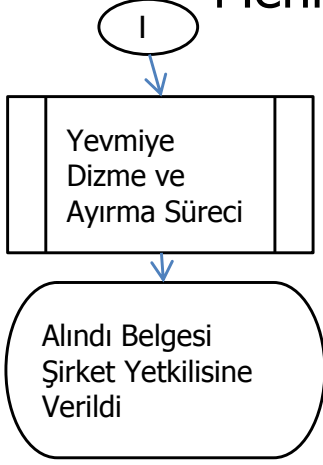 I
Yevmiye
Dizme ve
Ayırma Süreci
Alındı Belgesi
Şirket Yetkilisine
Verildi